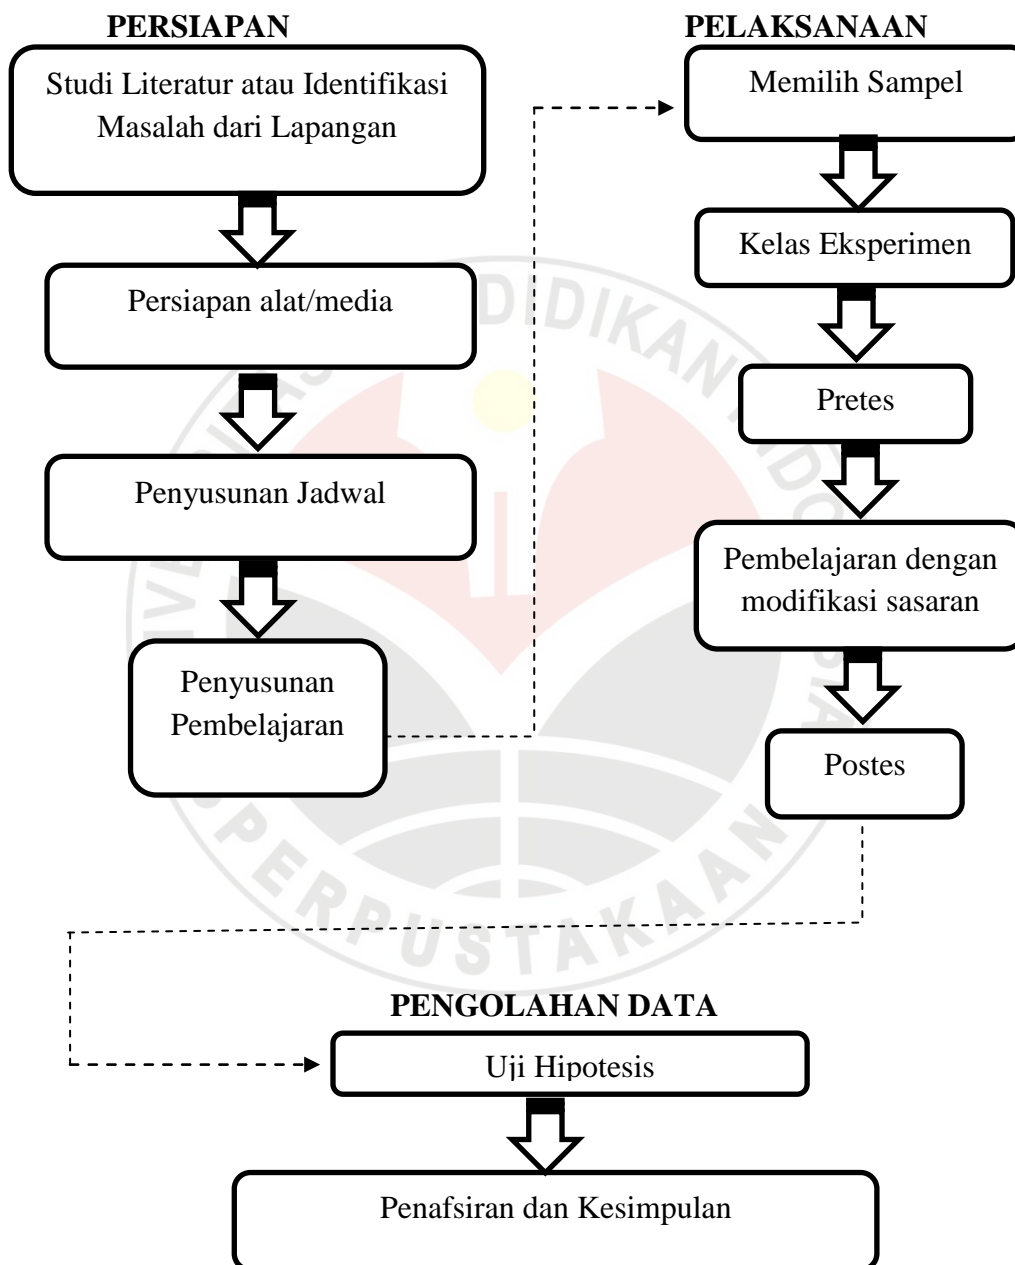 PERSIAPAN
Studi Literatur atau Identifikasi
Masalah dari Lapangan
Persiapan alat/media
Penyusunan Jadwal
Penyusunan
Pembelajaran
PELAKSANAAN
Memilih Sampel
Kelas Eksperimen
Pretes
Pembelajaran dengan
modifikasi sasaran
Postes
PENGOLAHAN DATA
Uji Hipotesis
Penafsiran dan Kesimpulan
PERPUSTAKAAN